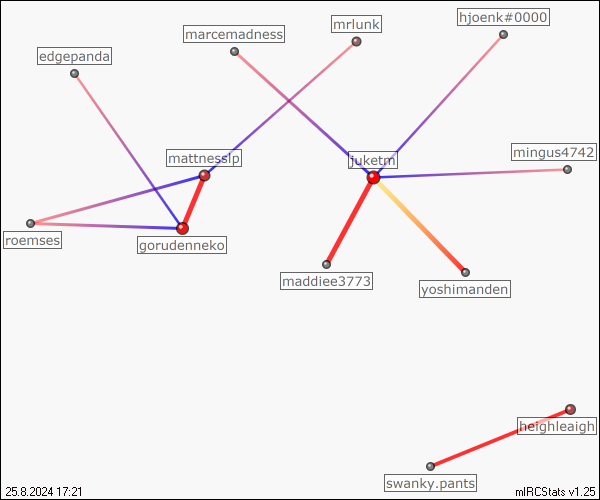 hjoenk#0000
mrlunk
marcemadness
edgepanda
mattnesslp
juketm
mingus4742
roemses
gorudenneko
maddiee3773
yoshimanden
heighleaigh
swanky.pants
25.8.2024 17:21
mIRCStats v1.25